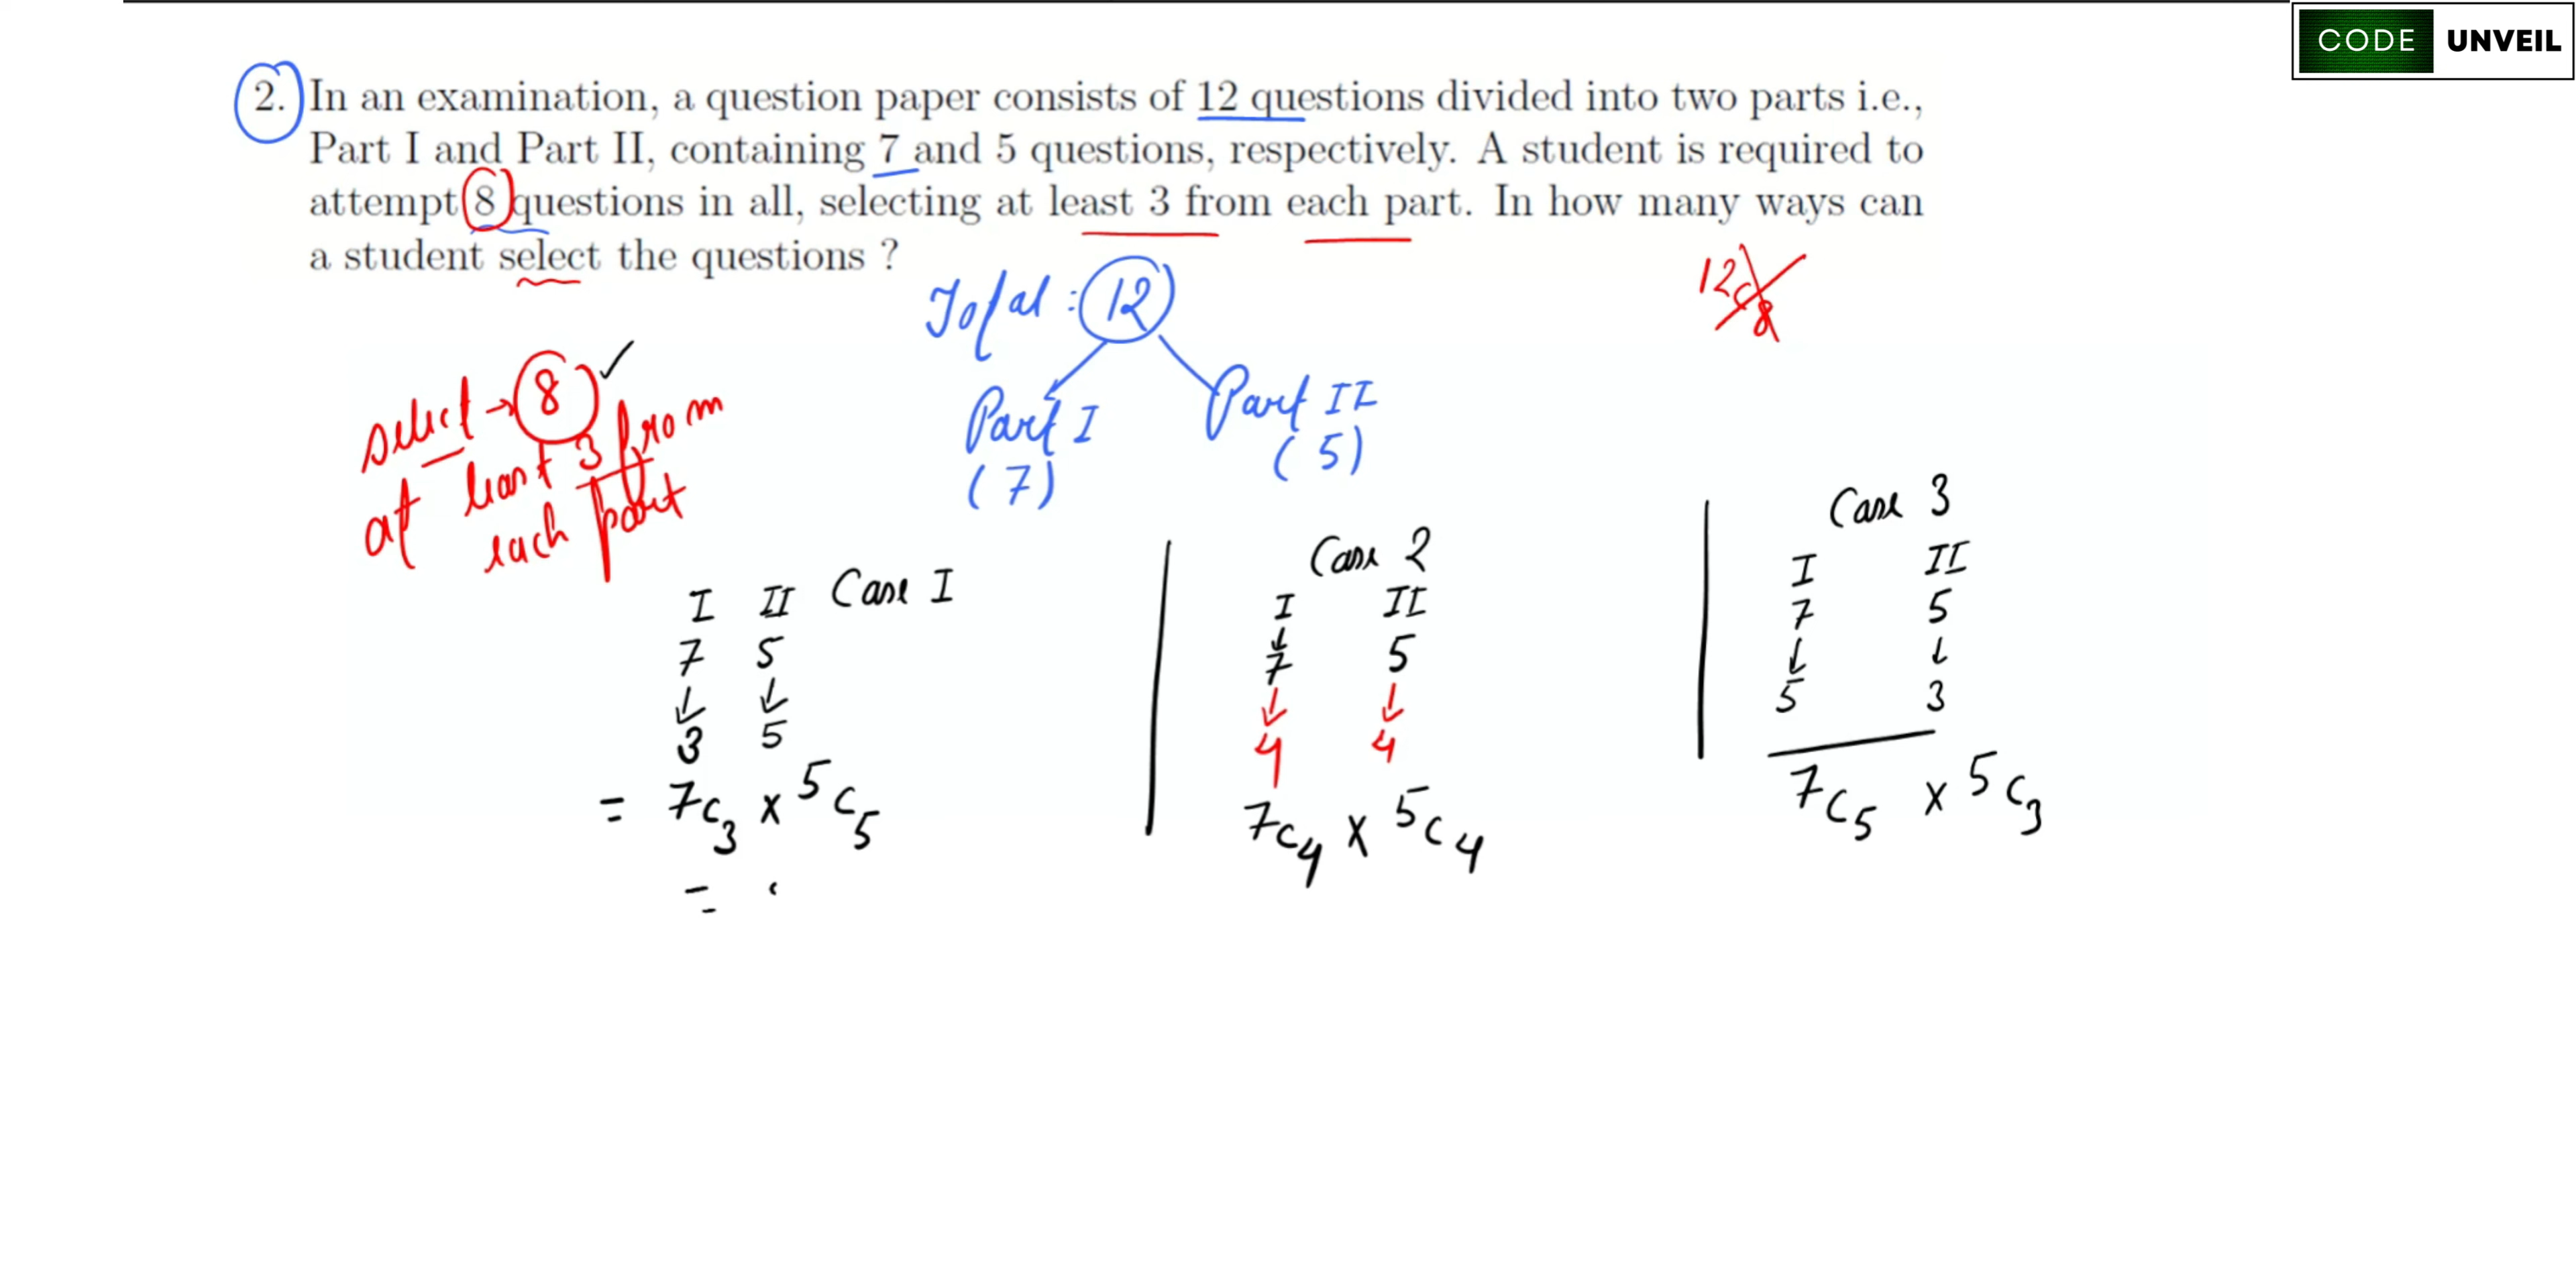 CODE UNVEIL
2. In an examination, a question paper consists of 12 questions divided into two parts i.e.,
Part I and Part II, containing 7 and 5 questions, respectively. A student is required to
attempt 8 questions in all, selecting at least 3 from each part. In how many ways can
a student select the questions ?
12c8
Total : 12
Part I
(7)
Part II
(5)
select → 8 ✓
at least 3 from
each part
Case I
I II
7 5
↓ ↓
3 5
= 7c3 x 5c5
=
Case 2
I II
↓
7 5
↓ ↓
4 4
7c4 x 5c4
Case 3
I II
7 5
↓ ↓
5 3
7c5 x 5c3